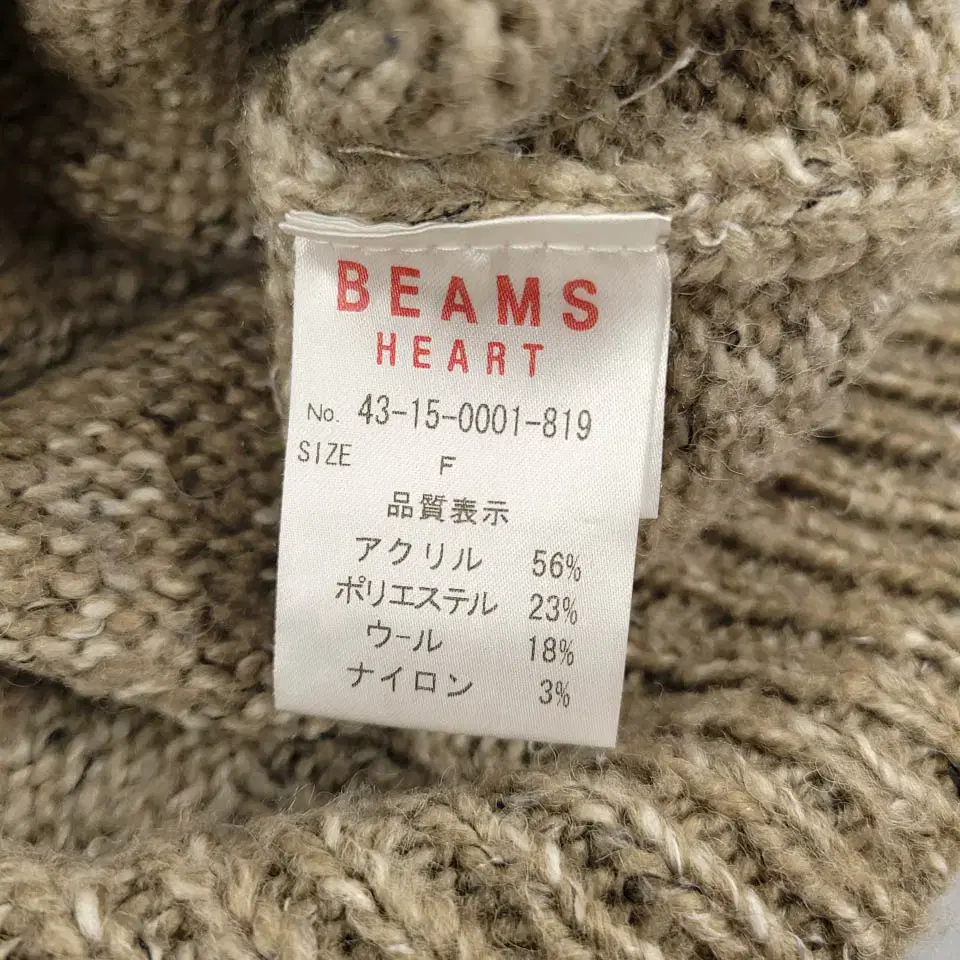 BEAMS
HEART
No. 43-15-0001-819
SIZE F
品質表示
アクリル 56%
ポリエステル 23%
ウール 18%
ナイロン 3%